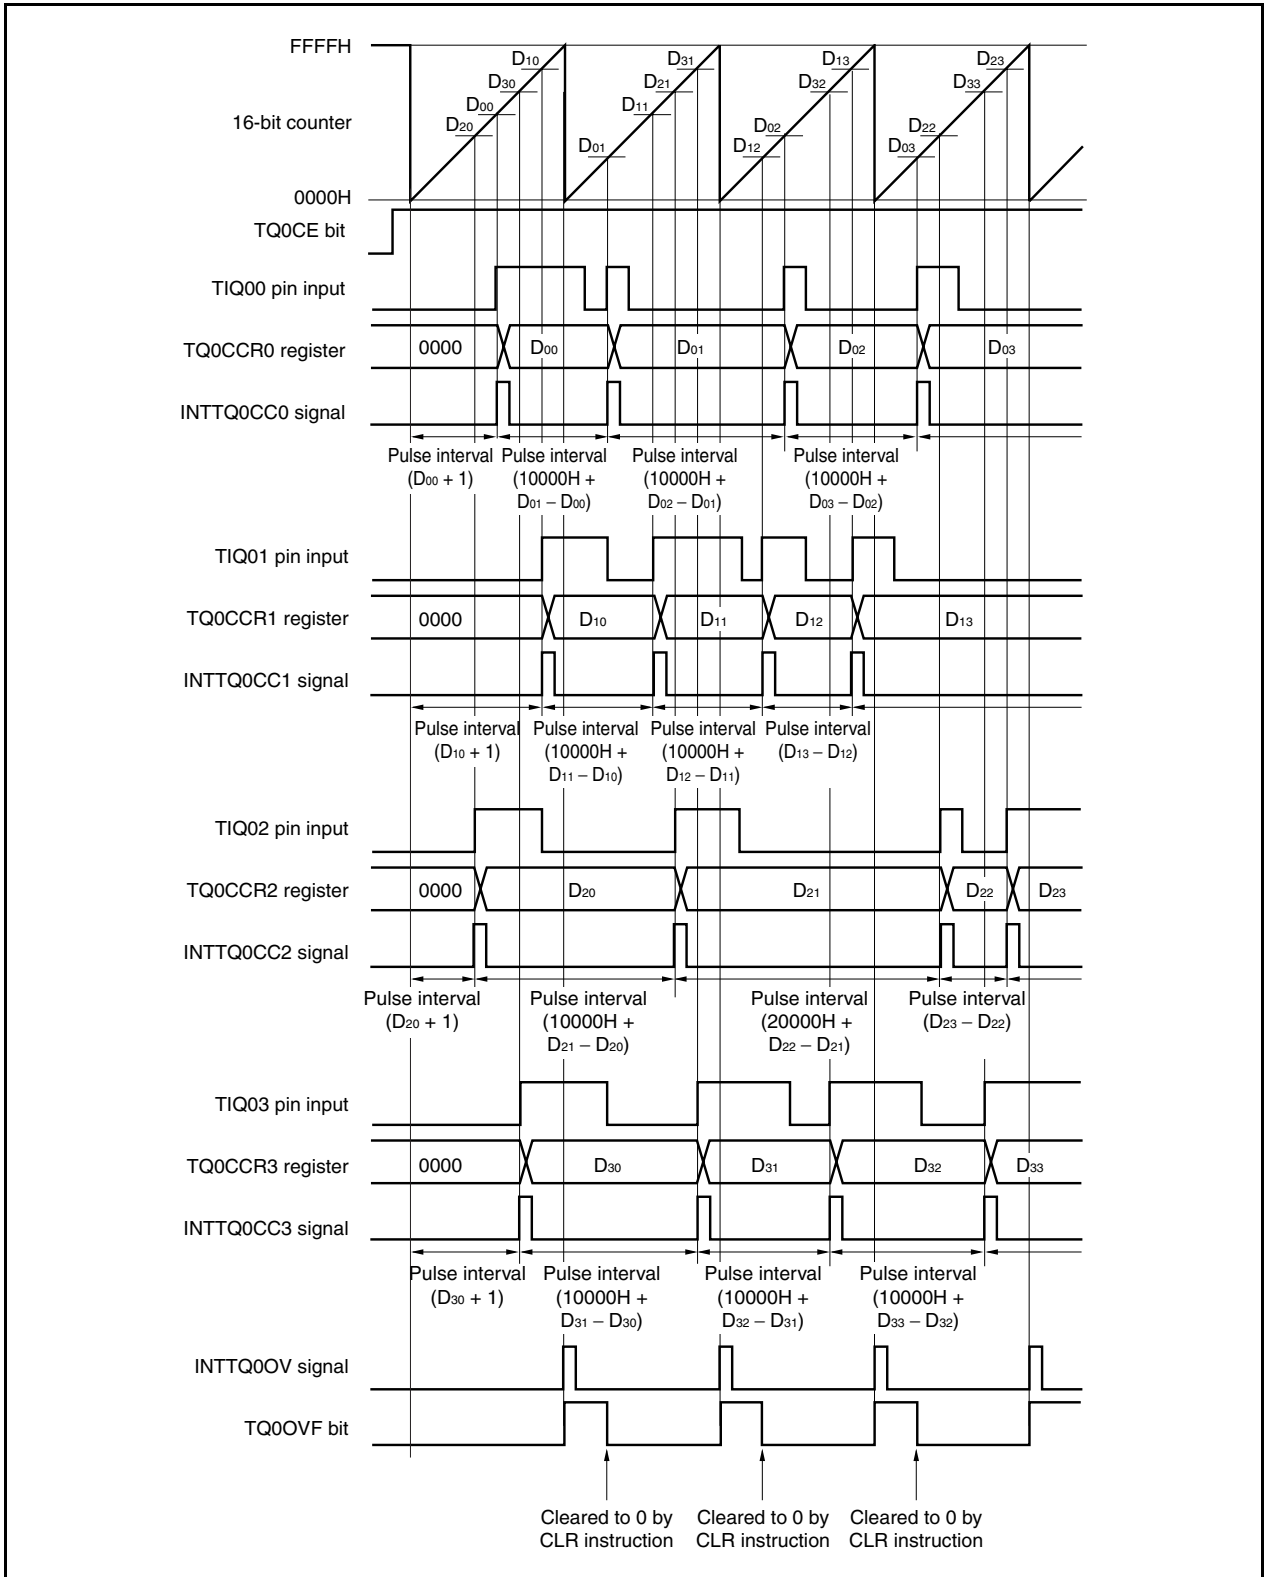 FFFFH
D10
D31
D13
D23
D30
D21
D32
D33
D00
D11
16-bit counter
D20
D02
D22
D01
D12
D03
0000H
TQ0CE bit
TIQ00 pin input
TQ0CCR0 register
0000
D00
D01
D02
D03
INTTQ0CC0 signal
Pulse interval
(D00 + 1)
Pulse interval
(10000H +
D01 – D00)
Pulse interval
(10000H +
D02 – D01)
Pulse interval
(10000H +
D03 – D02)
TIQ01 pin input
TQ0CCR1 register
0000
D10
D11
D12
D13
INTTQ0CC1 signal
Pulse interval
(D10 + 1)
Pulse interval
(10000H +
D11 – D10)
Pulse interval
(10000H +
D12 – D11)
Pulse interval
(D13 – D12)
TIQ02 pin input
TQ0CCR2 register
0000
D20
D21
D22
D23
INTTQ0CC2 signal
Pulse interval
(D20 + 1)
Pulse interval
(10000H +
D21 – D20)
Pulse interval
(20000H +
D22 – D21)
Pulse interval
(D23 – D22)
TIQ03 pin input
TQ0CCR3 register
0000
D30
D31
D32
D33
INTTQ0CC3 signal
Pulse interval
(D30 + 1)
Pulse interval
(10000H +
D31 – D30)
Pulse interval
(10000H +
D32 – D31)
Pulse interval
(10000H +
D33 – D32)
INTTQ0OV signal
TQ0OVF bit
Cleared to 0 by
CLR instruction
Cleared to 0 by
CLR instruction
Cleared to 0 by
CLR instruction